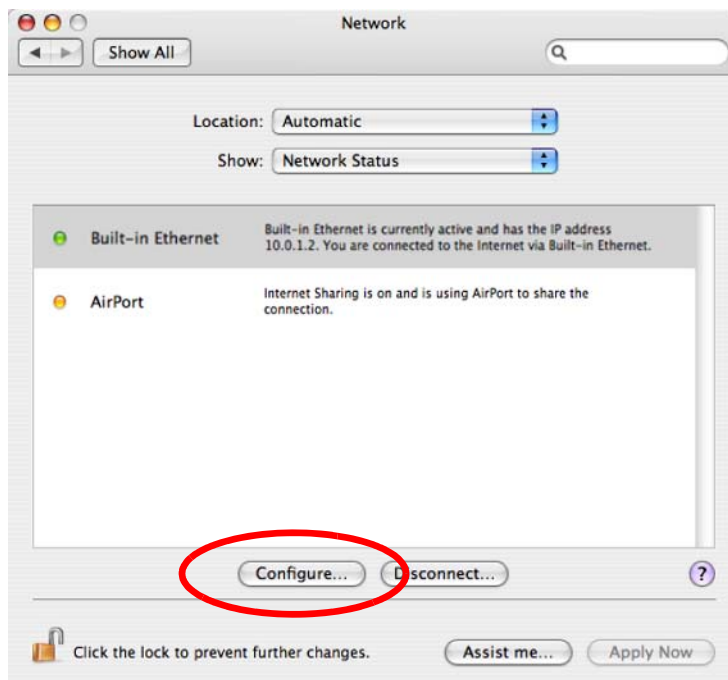 Network
Show All
Location: Automatic
Show: Network Status
Built-in Ethernet
Built-in Ethernet is currently active and has the IP address
10.0.1.2. You are connected to the Internet via Built-in Ethernet.
AirPort
Internet Sharing is on and is using AirPort to share the
connection.
Configure... Disconnect... ?
Click the lock to prevent further changes. Assist me... Apply Now